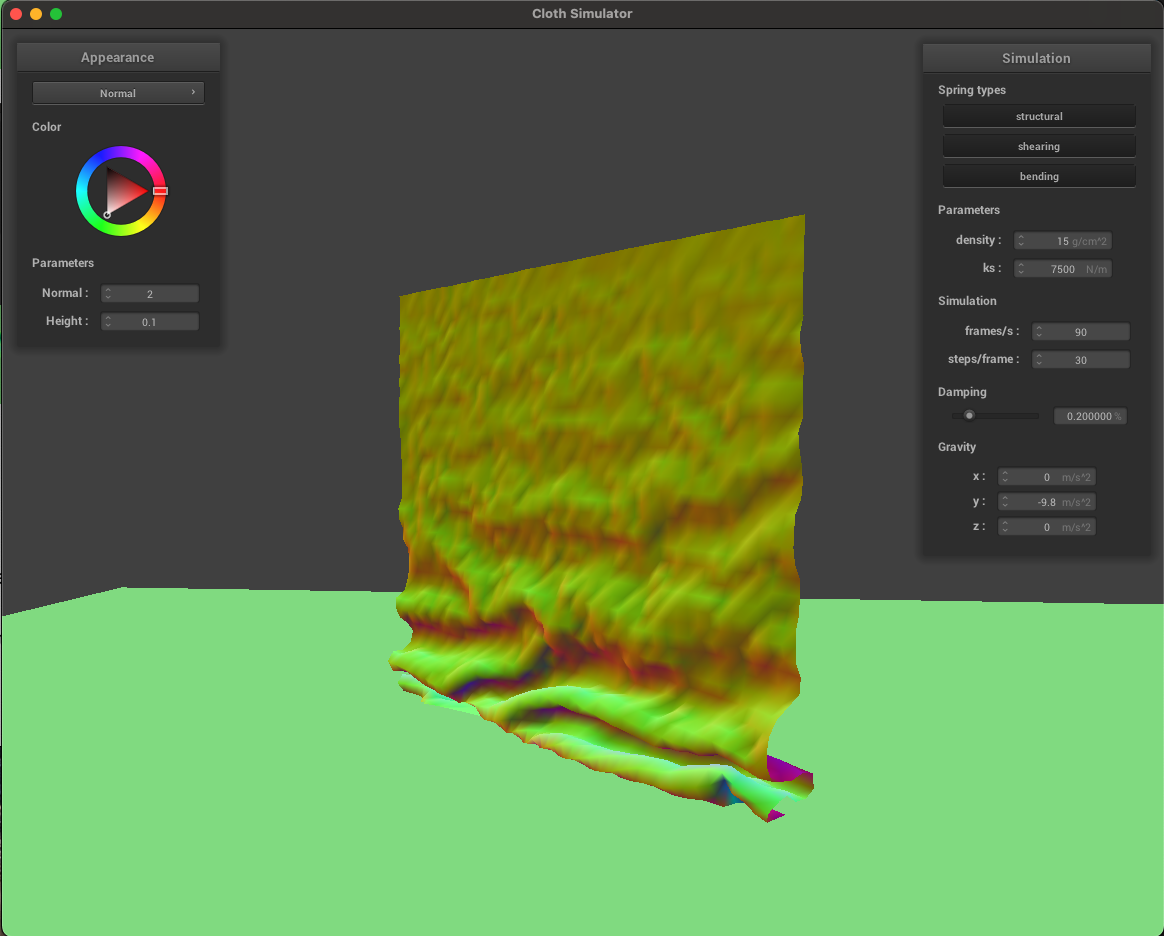 Cloth Simulator
Appearance
Normal
Color
Parameters
Normal : 2
Height : 0.1
Simulation
Spring types
structural
shearing
bending
Parameters
density : 15 g/cm^2
ks : 7500 N/m
Simulation
frames/s : 90
steps/frame : 30
Damping
0.200000 %
Gravity
x : 0 m/s^2
y : -9.8 m/s^2
z : 0 m/s^2